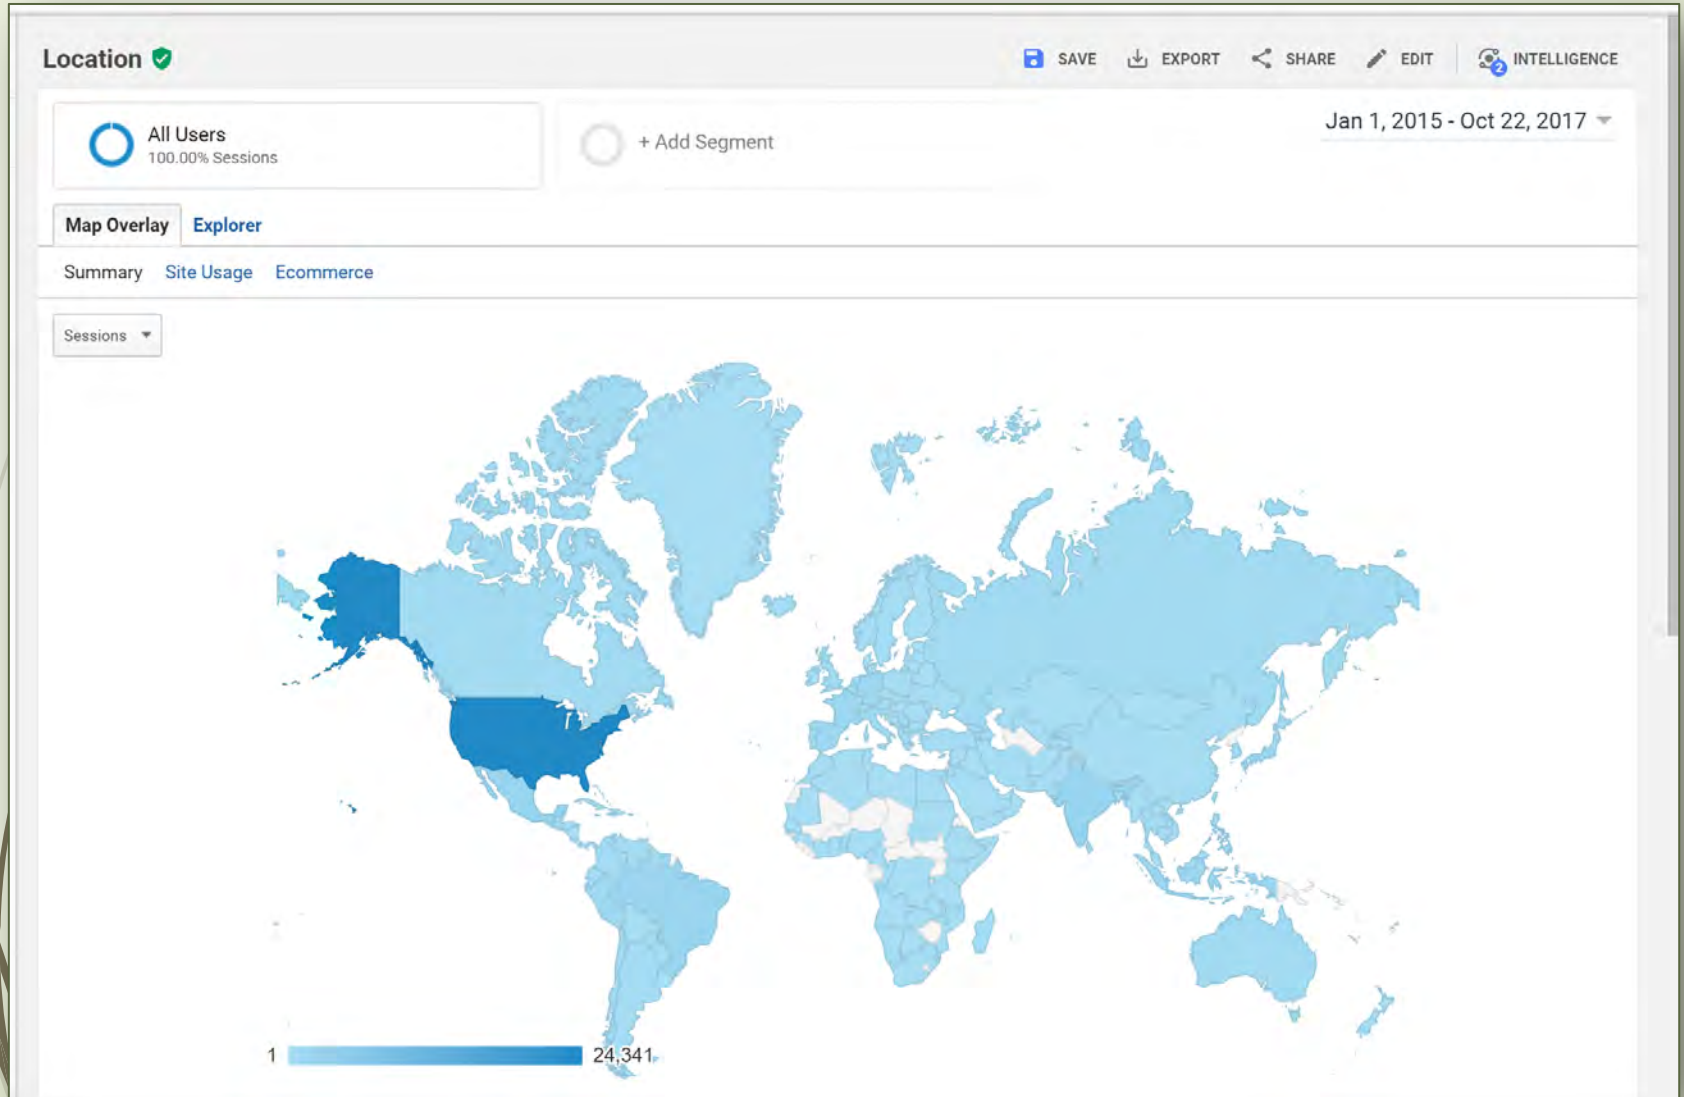 Location
SAVE EXPORT SHARE EDIT 2 INTELLIGENCE
All Users
100.00% Sessions
+ Add Segment
Jan 1, 2015 - Oct 22, 2017
Map Overlay Explorer
Summary Site Usage Ecommerce
Sessions
1 24,341